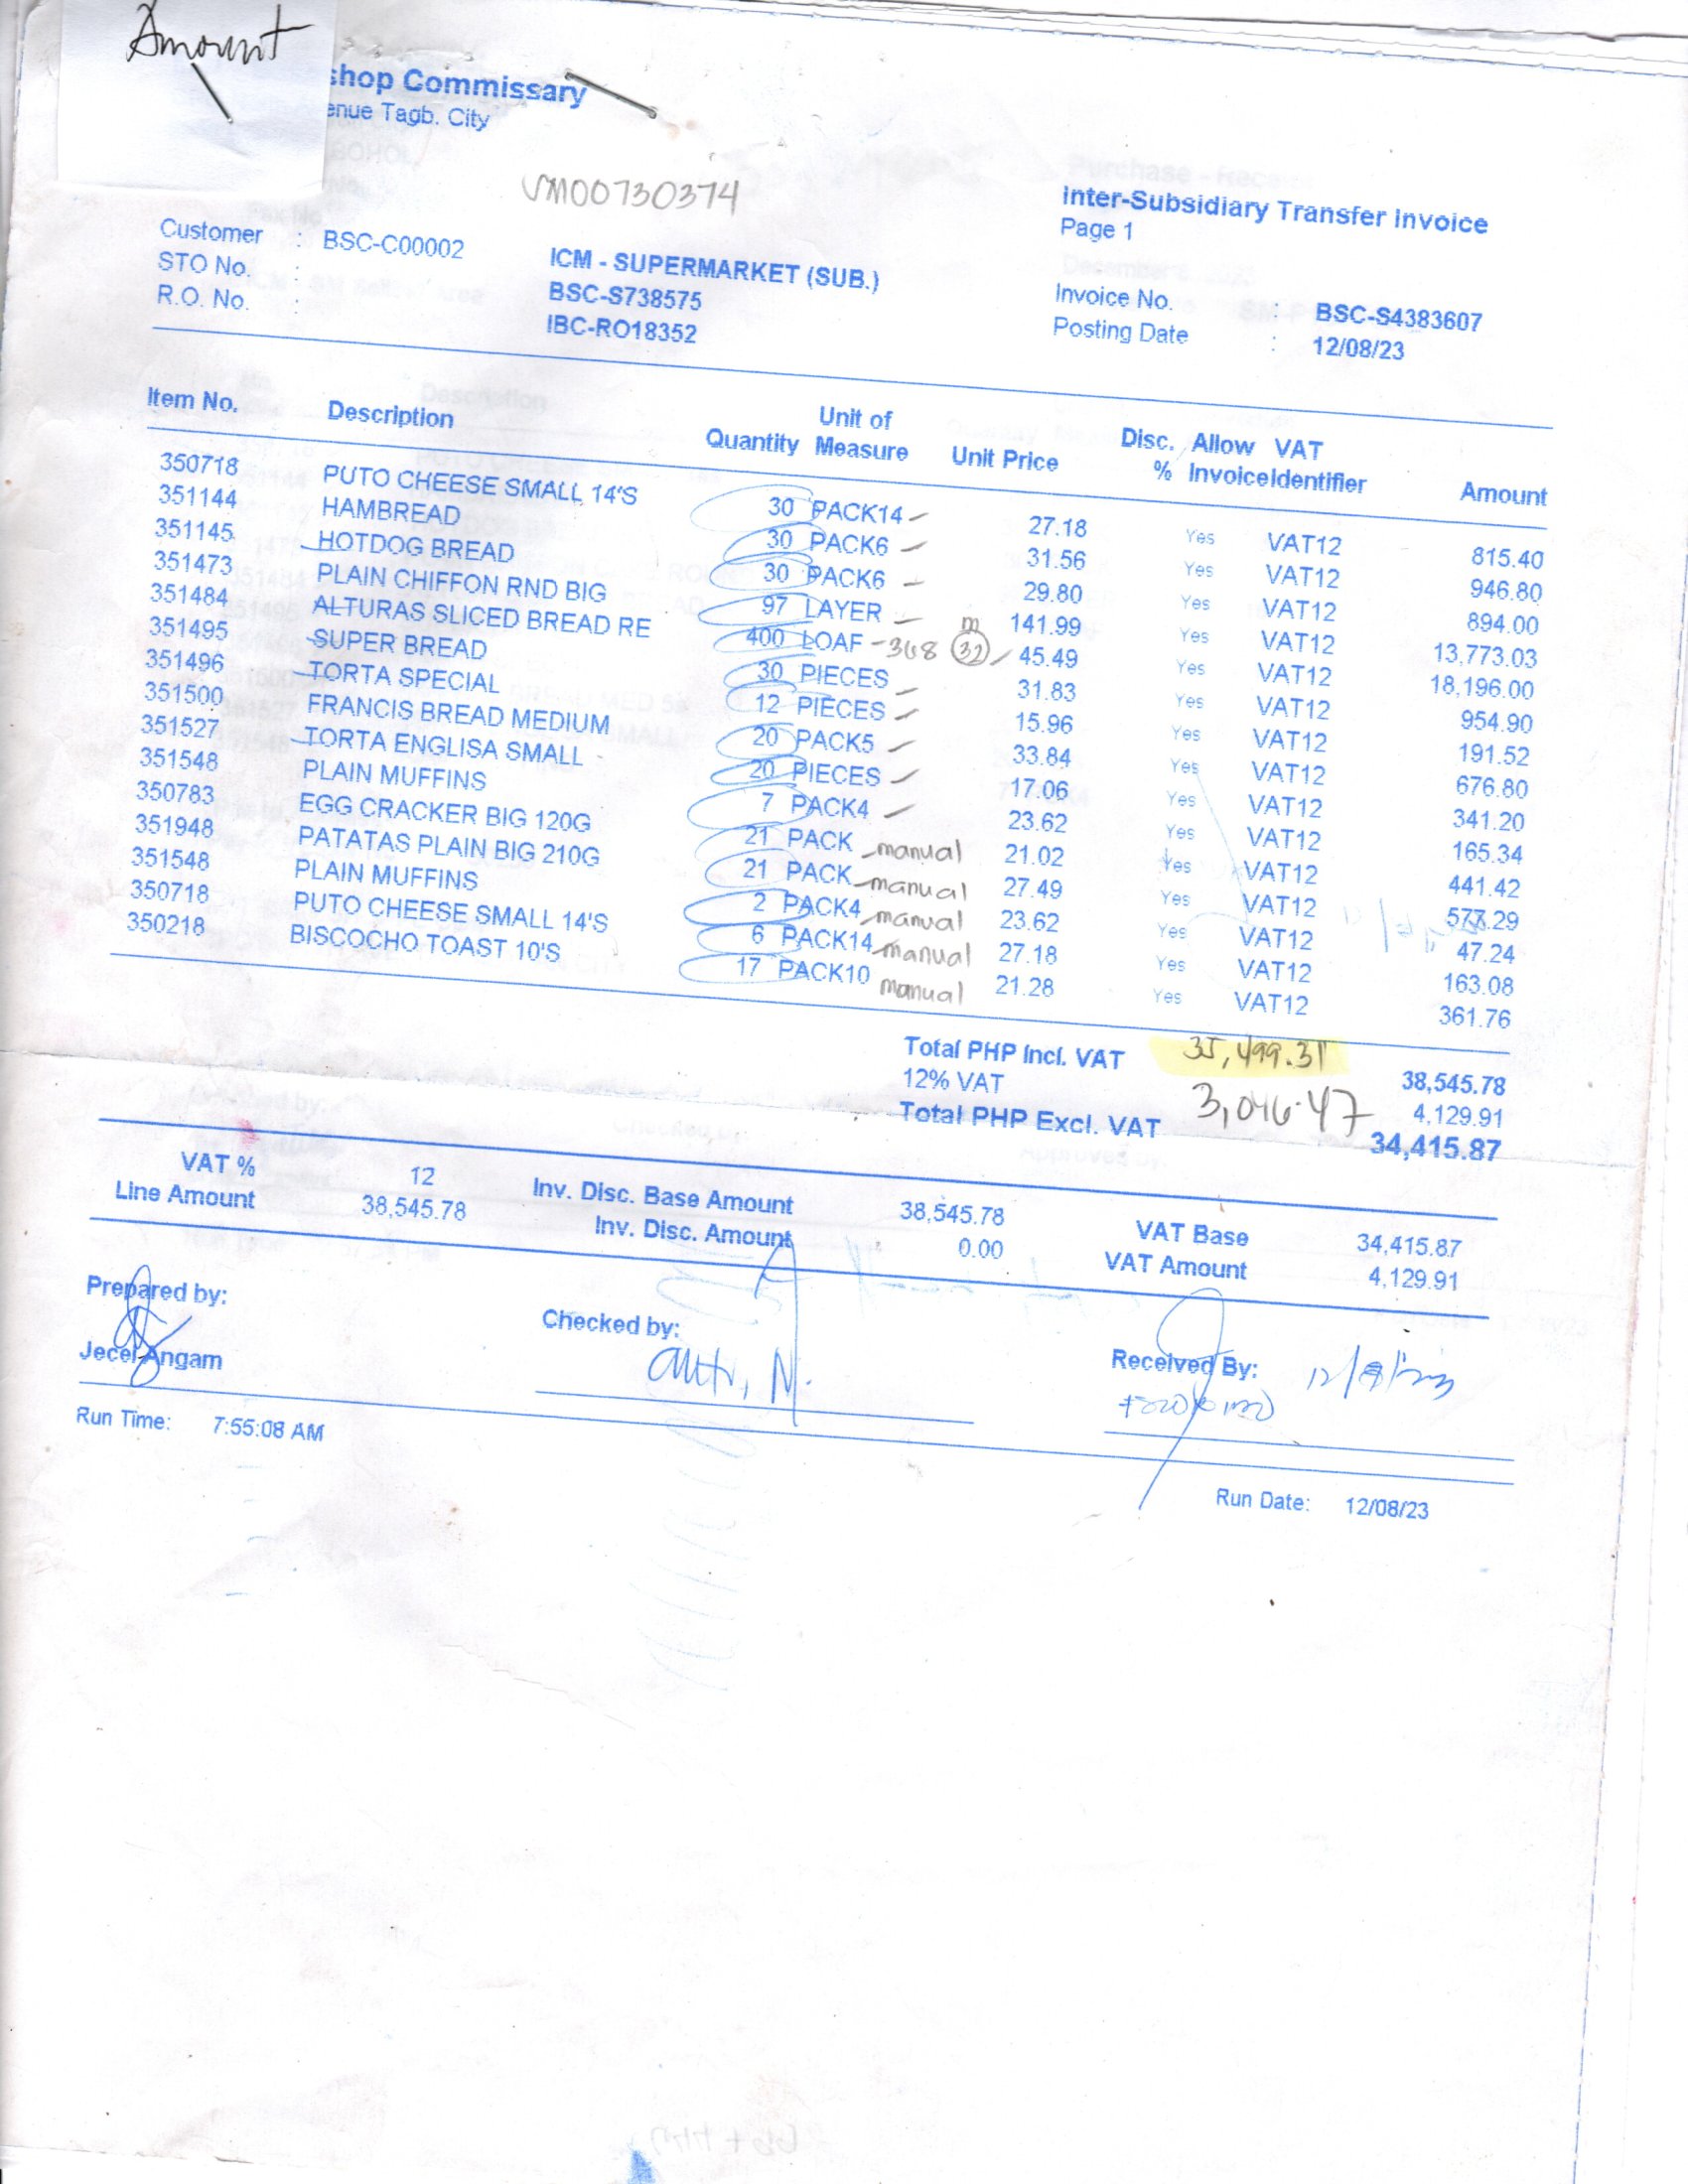 Amount
shop Commissary
enue Tagb. City
VM00730374
Inter-Subsidiary Transfer Invoice
Page 1
Customer : BSC-C00002 ICM - SUPERMARKET (SUB.)
STO No. : BSC-S738575
R.O. No. : IBC-RO18352
Invoice No. : BSC-S4383607
Posting Date : 12/08/23
Item No. Description Quantity Unit of Measure Unit Price Disc. % Allow Invoice VAT Identifier Amount
350718 PUTO CHEESE SMALL 14'S 30 PACK14 27.18 Yes VAT12 815.40
351144 HAMBREAD 30 PACK6 31.56 Yes VAT12 946.80
351145 HOTDOG BREAD 30 PACK6 29.80 Yes VAT12 894.00
351473 PLAIN CHIFFON RND BIG 97 LAYER 141.99 Yes VAT12 13,773.03
351484 ALTURAS SLICED BREAD RE 400 LOAF - 368 32 m 45.49 Yes VAT12 18,196.00
351495 SUPER BREAD 30 PIECES 31.83 Yes VAT12 954.90
351496 TORTA SPECIAL 12 PIECES 15.96 Yes VAT12 191.52
351500 FRANCIS BREAD MEDIUM 20 PACK5 33.84 Yes VAT12 676.80
351527 TORTA ENGLISA SMALL 20 PIECES 17.06 Yes VAT12 341.20
351548 PLAIN MUFFINS 7 PACK4 23.62 Yes VAT12 165.34
350783 EGG CRACKER BIG 120G 21 PACK manual 21.02 Yes VAT12 441.42
351948 PATATAS PLAIN BIG 210G 21 PACK manual 27.49 Yes VAT12 577.29
351548 PLAIN MUFFINS 2 PACK4 manual 23.62 Yes VAT12 47.24
350718 PUTO CHEESE SMALL 14'S 6 PACK14 manual 27.18 Yes VAT12 163.08
350218 BISCOCHO TOAST 10'S 17 PACK10 manual 21.28 Yes VAT12 361.76
Total PHP Incl. VAT 35,499.31 38,545.78
12% VAT 3,046.47 4,129.91
Total PHP Excl. VAT 34,415.87
VAT % 12 Inv. Disc. Base Amount 38,545.78 VAT Base 34,415.87
Line Amount 38,545.78 Inv. Disc. Amount 0.00 VAT Amount 4,129.91
Prepared by: Checked by: Received By:
Jecel Angam
Run Time: 7:55:08 AM
Run Date: 12/08/23